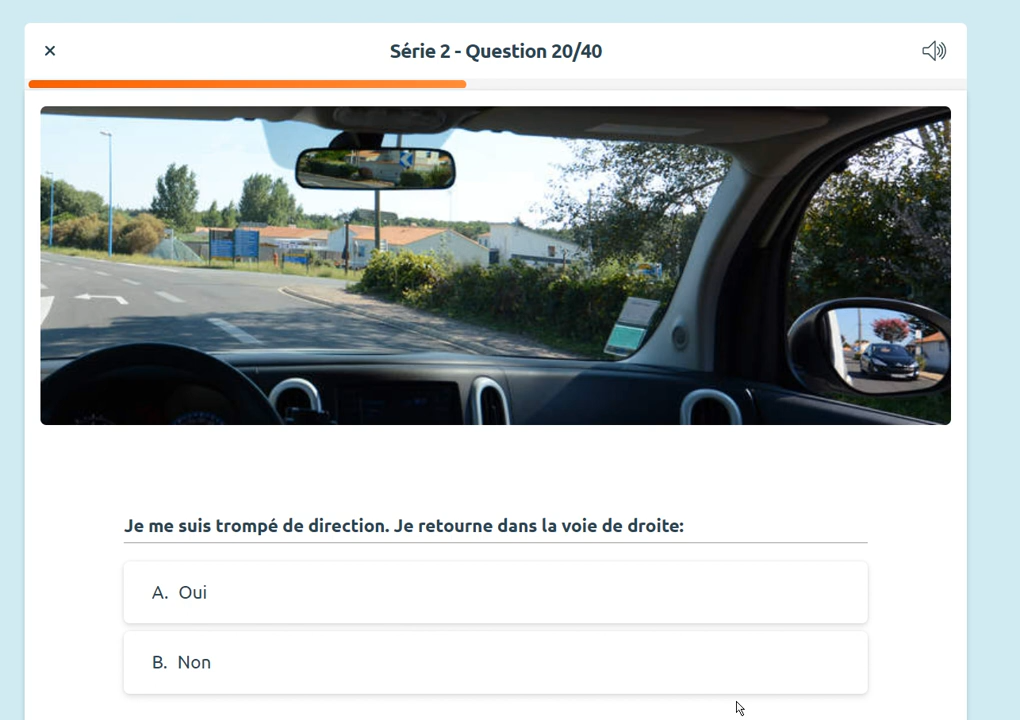 Série 2 - Question 20/40
Je me suis trompé de direction. Je retourne dans la voie de droite:
A. Oui
B. Non